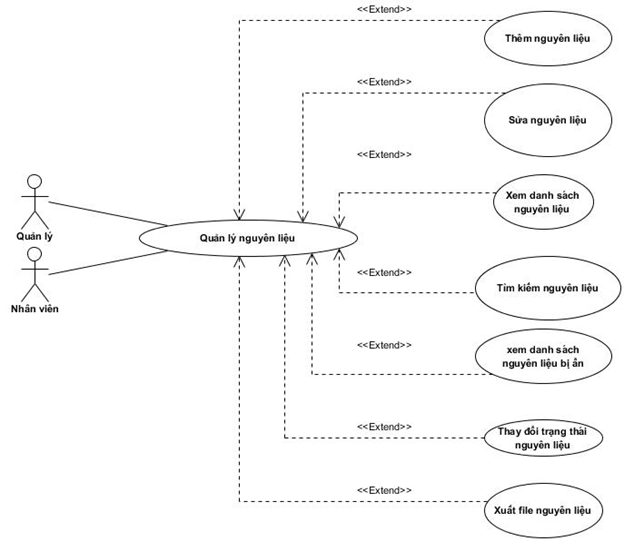 <<Extend>>
Thêm nguyên liệu
<<Extend>>
Sửa nguyên liệu
<<Extend>>
Xem danh sách
nguyên liệu
Quản lý
Quản lý nguyên liệu
Nhân viên
<<Extend>>
Tìm kiếm nguyên liệu
<<Extend>>
xem danh sách
nguyên liệu bị ẩn
<<Extend>>
Thay đổi trạng thái
nguyên liệu
<<Extend>>
Xuất file nguyên liệu